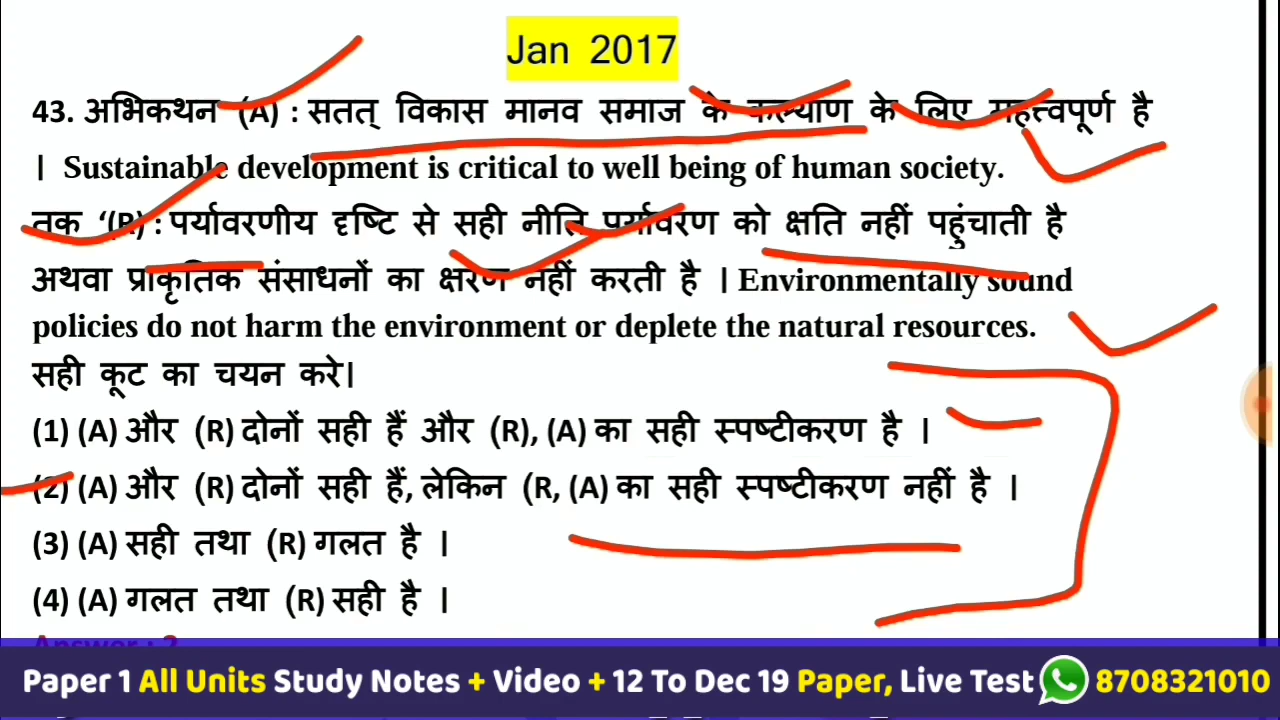 Jan 2017
43. अभिकथन (A) : सतत् विकास मानव समाज के कल्याण के लिए महत्त्वपूर्ण है
। Sustainable development is critical to well being of human society.
तक '(R) : पर्यावरणीय दृष्टि से सही नीति पर्यावरण को क्षति नहीं पहुंचाती है
अथवा प्राकृतिक संसाधनों का क्षरण नहीं करती है । Environmentally sound
policies do not harm the environment or deplete the natural resources.
सही कूट का चयन करे।
(1) (A) और (R) दोनों सही हैं और (R), (A) का सही स्पष्टीकरण है ।
(2) (A) और (R) दोनों सही हैं, लेकिन (R, (A) का सही स्पष्टीकरण नहीं है ।
(3) (A) सही तथा (R) गलत है ।
(4) (A) गलत तथा (R) सही है ।
Answer : 2
Paper 1 All Units Study Notes + Video + 12 To Dec 19 Paper, Live Test 8708321010